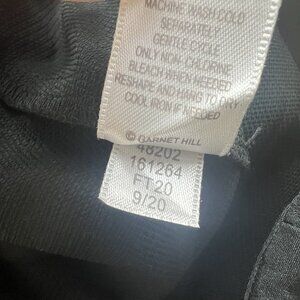 MACHINE WASH COLD
SEPARATELY
GENTLE CYCLE
ONLY NON-CHLORINE
BLEACH WHEN NEEDED
RESHAPE AND HANG TO DRY
COOL IRON IF NEEDED
© GARNET HILL
48202
161264
FT20
9/20